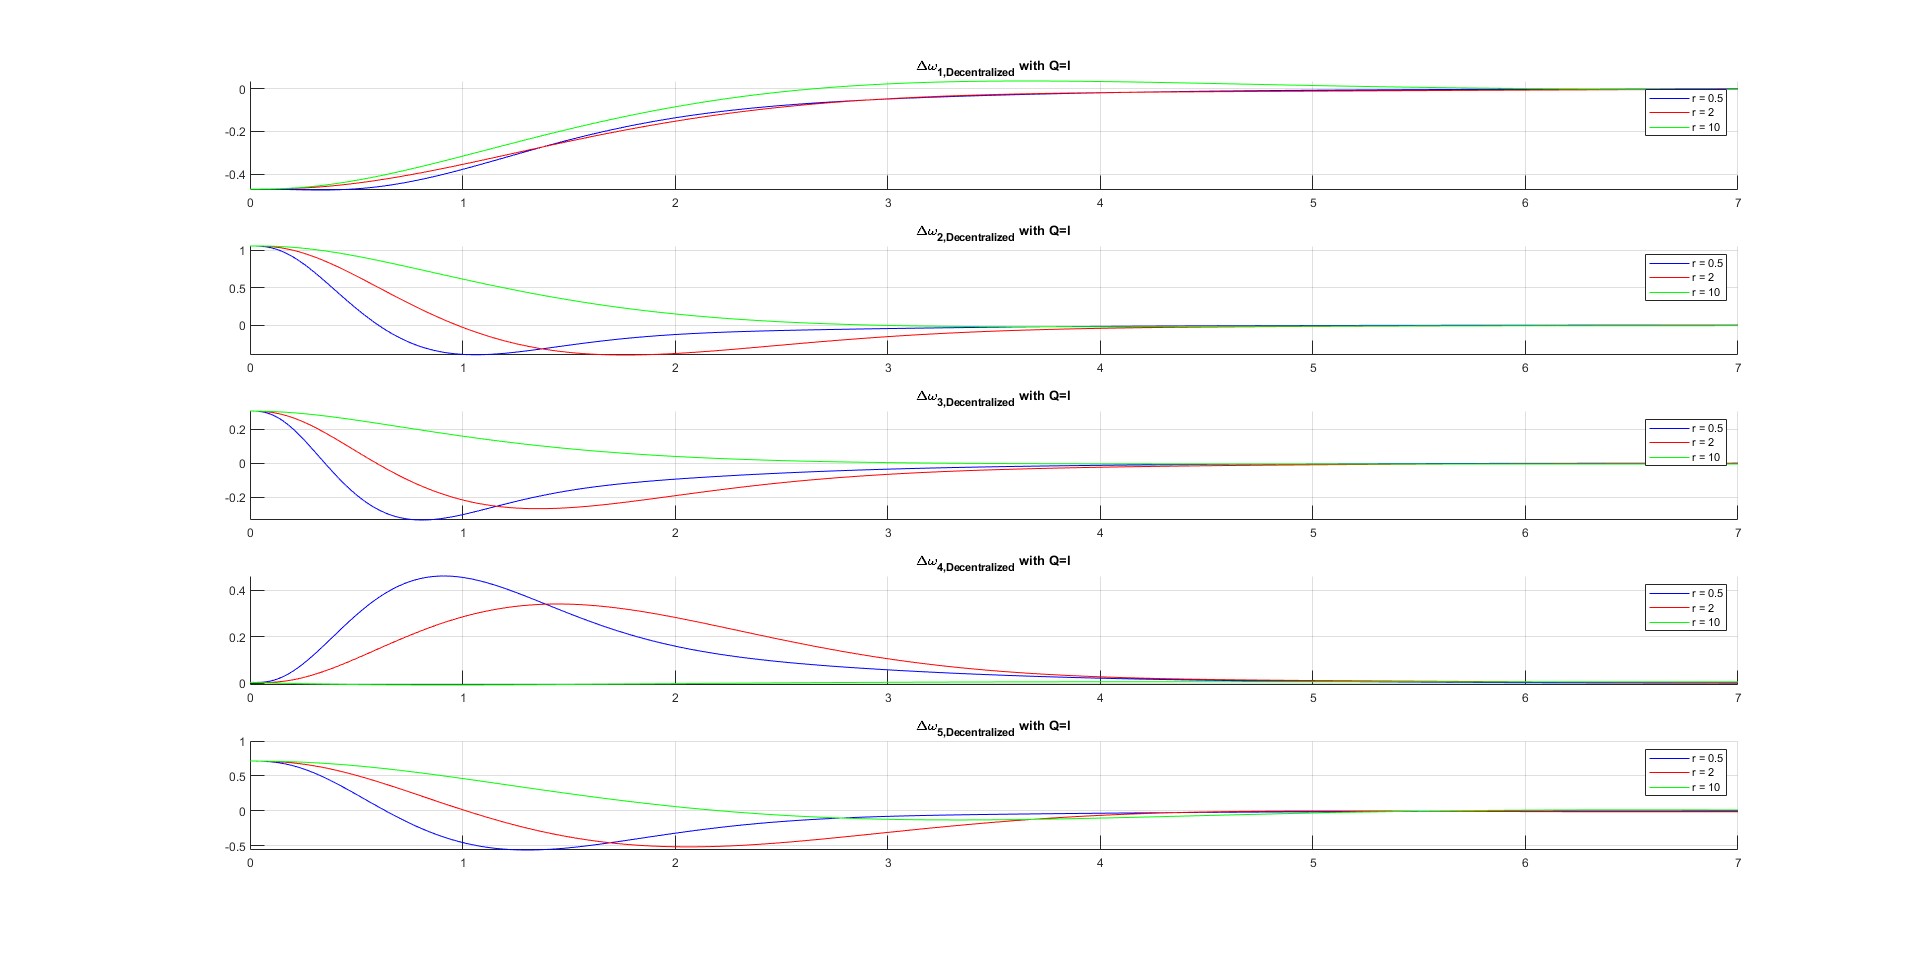 Δω1,Decentralized with Q=I
0
-0.2
-0.4
r = 0.5
r = 2
r = 10
0 1 2 3 4 5 6 7
Δω2,Decentralized with Q=I
1
0.5
0
r = 0.5
r = 2
r = 10
0 1 2 3 4 5 6 7
Δω3,Decentralized with Q=I
0.2
0
-0.2
r = 0.5
r = 2
r = 10
0 1 2 3 4 5 6 7
Δω4,Decentralized with Q=I
0.4
0.2
0
r = 0.5
r = 2
r = 10
0 1 2 3 4 5 6 7
Δω5,Decentralized with Q=I
1
0.5
0
-0.5
r = 0.5
r = 2
r = 10
0 1 2 3 4 5 6 7